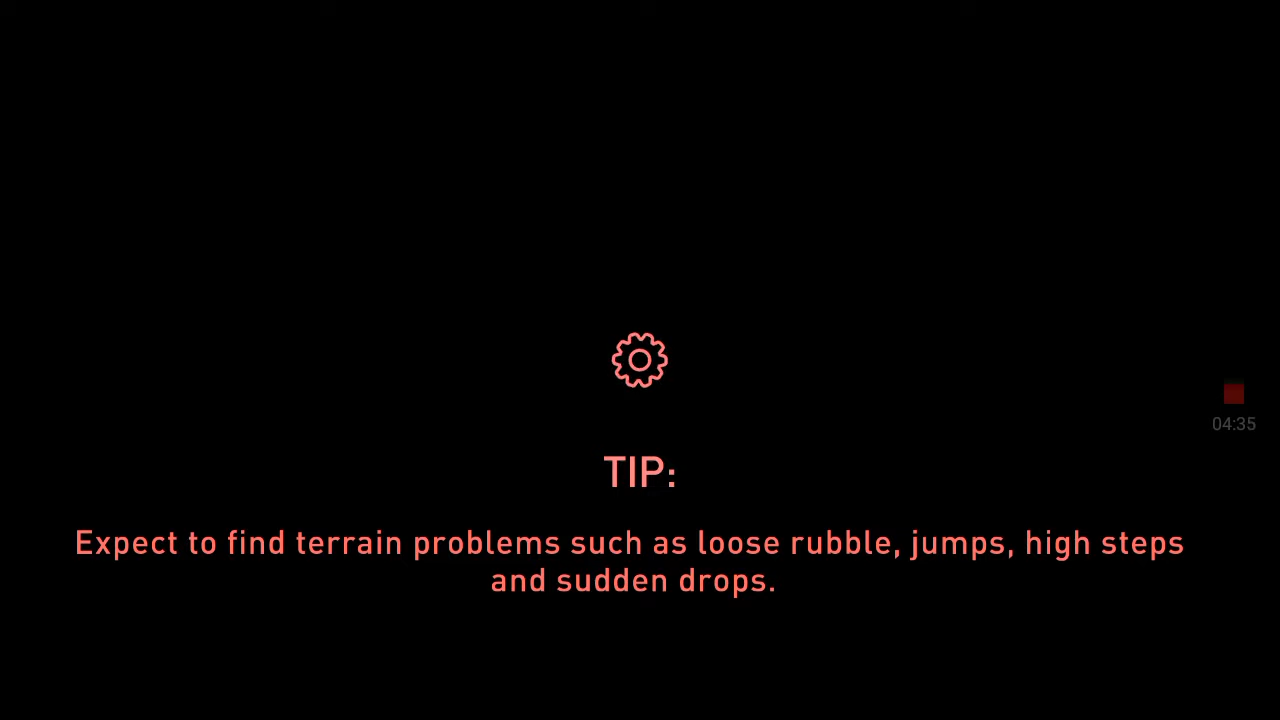 04:35
TIP:
Expect to find terrain problems such as loose rubble, jumps, high steps
and sudden drops.